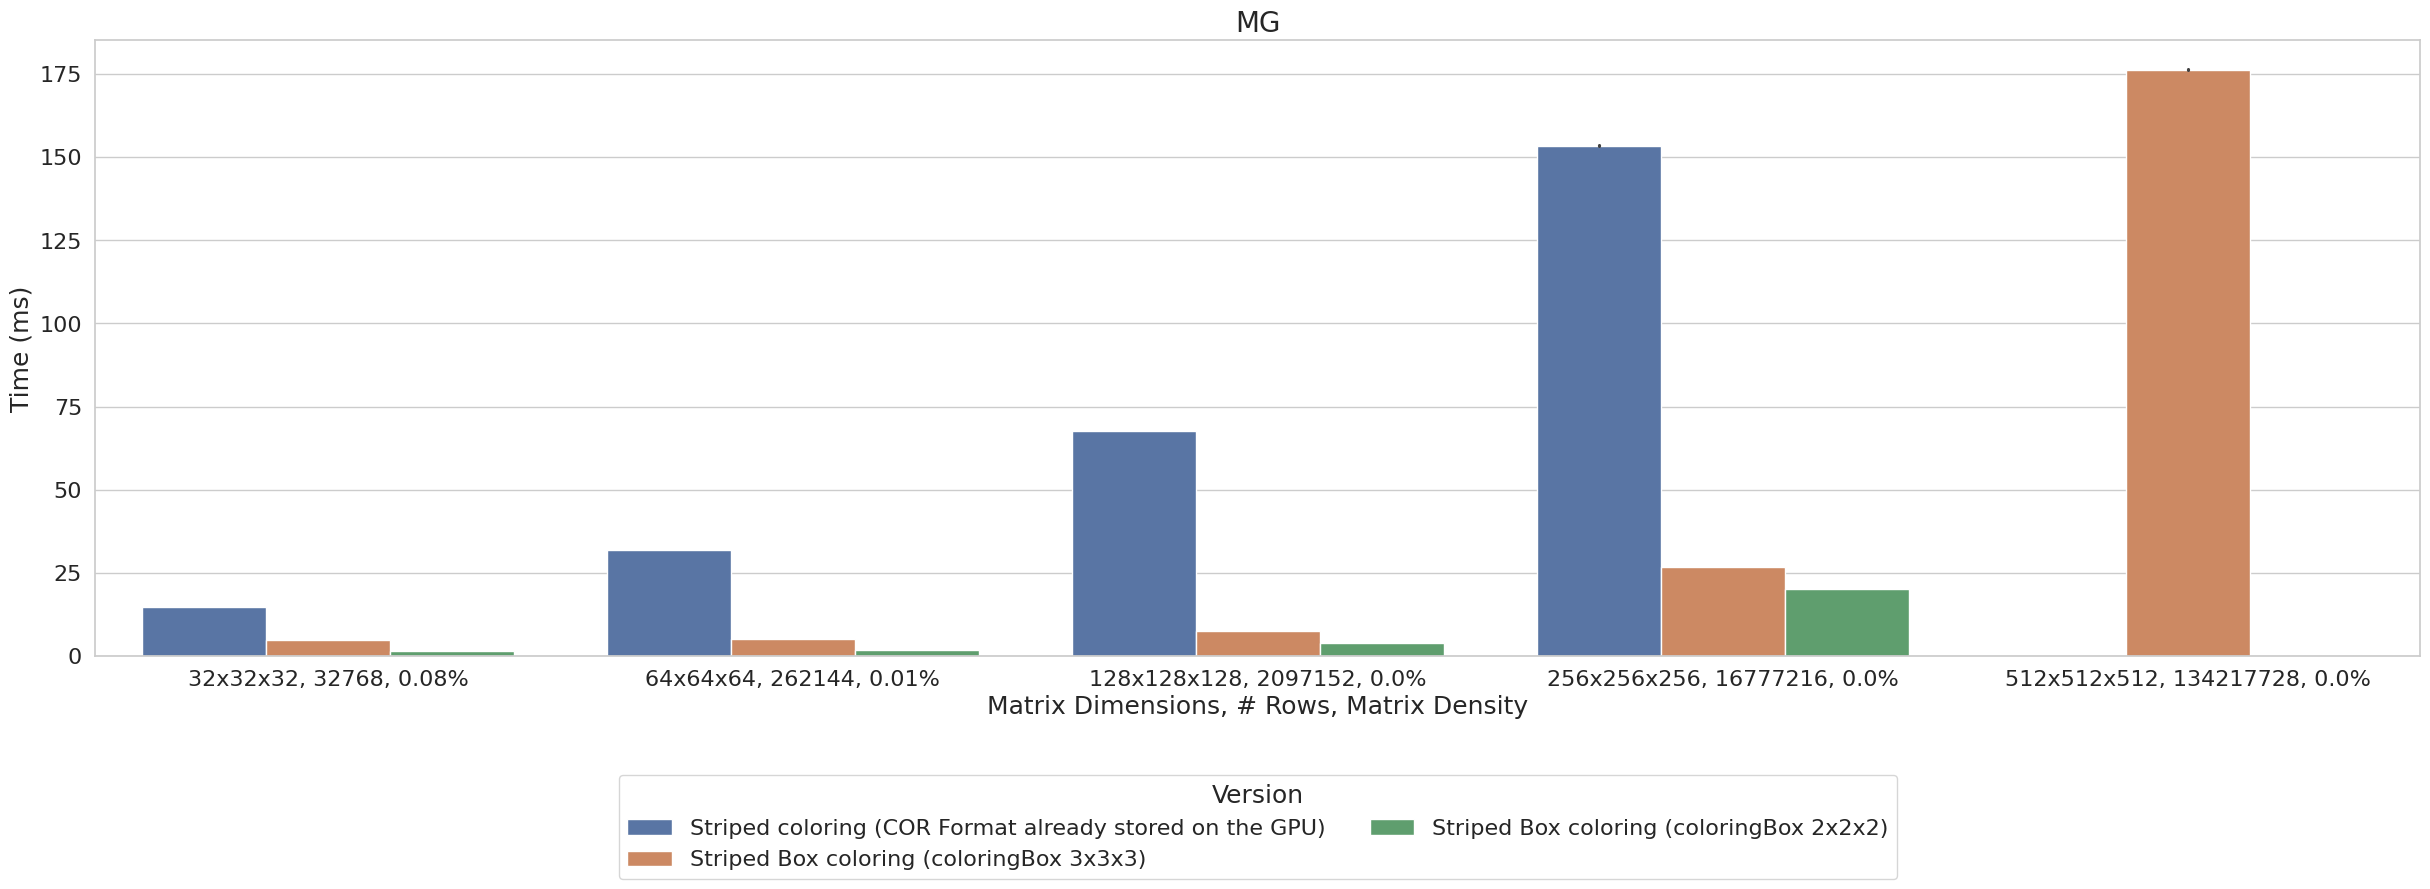 MG
175
150
125
100
75
50
25
0
Time (ms)
32x32x32, 32768, 0.08%
64x64x64, 262144, 0.01%
128x128x128, 2097152, 0.0%
256x256x256, 16777216, 0.0%
512x512x512, 134217728, 0.0%
Matrix Dimensions, # Rows, Matrix Density
Version
Striped coloring (COR Format already stored on the GPU)
Striped Box coloring (coloringBox 3x3x3)
Striped Box coloring (coloringBox 2x2x2)